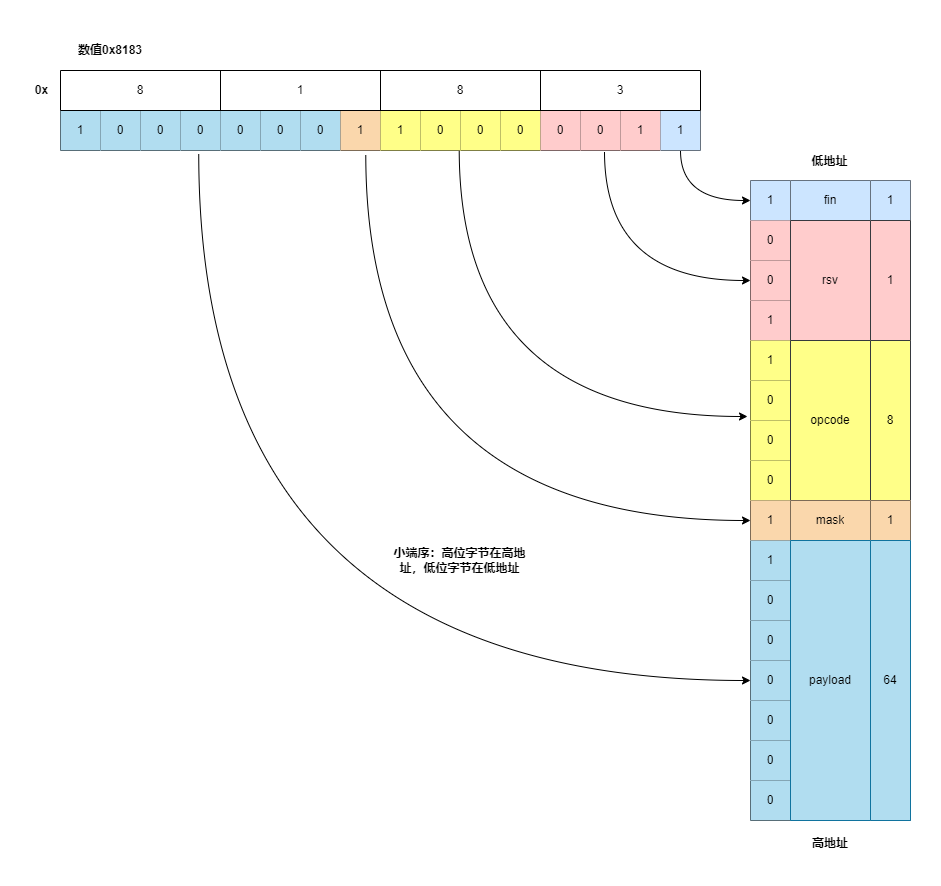 数值0x8183
0x 8 1 8 3
1 0 0 0 0 0 0 1 1 0 0 0 0 0 1 1
低地址
1 fin 1
0
0 rsv 1
1
1
0
opcode 8
0
0
1 mask 1
小端序：高位字节在高地
址，低位字节在低地址
1
0
0
0 payload 64
0
0
0
高地址